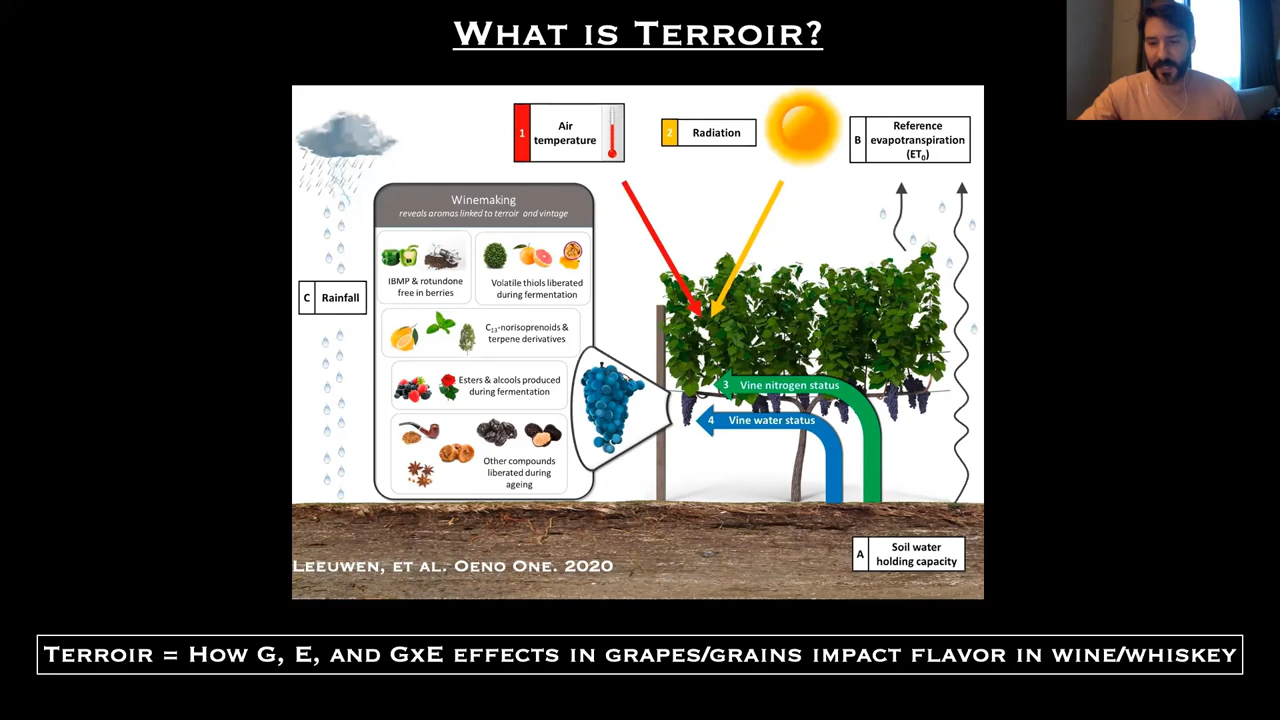 WHAT IS TERROIR?
1
Air
temperature
2
Radiation
B
Reference
evapotranspiration
(ET0)
Winemaking
reveals aromas linked to terroir and vintage
IBMP & rotundone
free in berries
Volatile thiols liberated
during fermentation
C Rainfall
C13-norisoprenoids &
terpene derivatives
Esters & alcools produced
during fermentation
Other compounds
liberated during
ageing
3 Vine nitrogen status
4 Vine water status
A
Soil water
holding capacity
LEEUWEN, ET AL. OENO ONE. 2020
TERROIR = HOW G, E, AND GXE EFFECTS IN GRAPES/GRAINS IMPACT FLAVOR IN WINE/WHISKEY